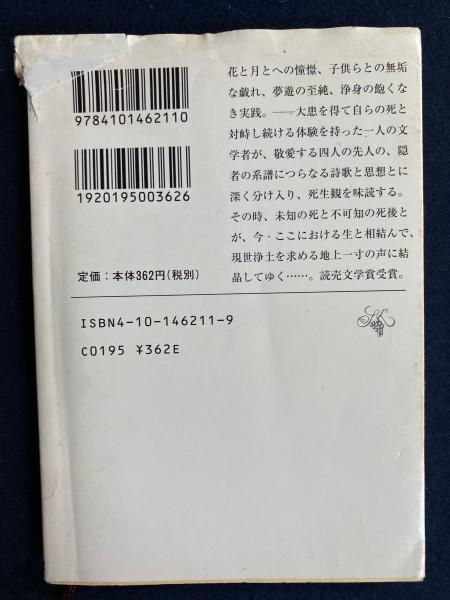 9784101462110
1920195003626
定価：本体362円(税別)
花と月とへの憧憬、子供らとの無垢
な戯れ、夢遊の至純、浄身の飽くな
き実践。――大患を得て自らの死と
対峙し続ける体験を持った一人の文
学者が、敬愛する四人の先人の、隠
者の系譜につらなる詩歌と思想とに
深く分け入り、死生観を味読する。
その時、未知の死と不可知の死後と
が、今・ここにおける生と相結んで、
現世浄土を求める地上一寸の声に結
晶してゆく……。読売文学賞受賞。
ISBN4-10-146211-9
C0195 ¥362E